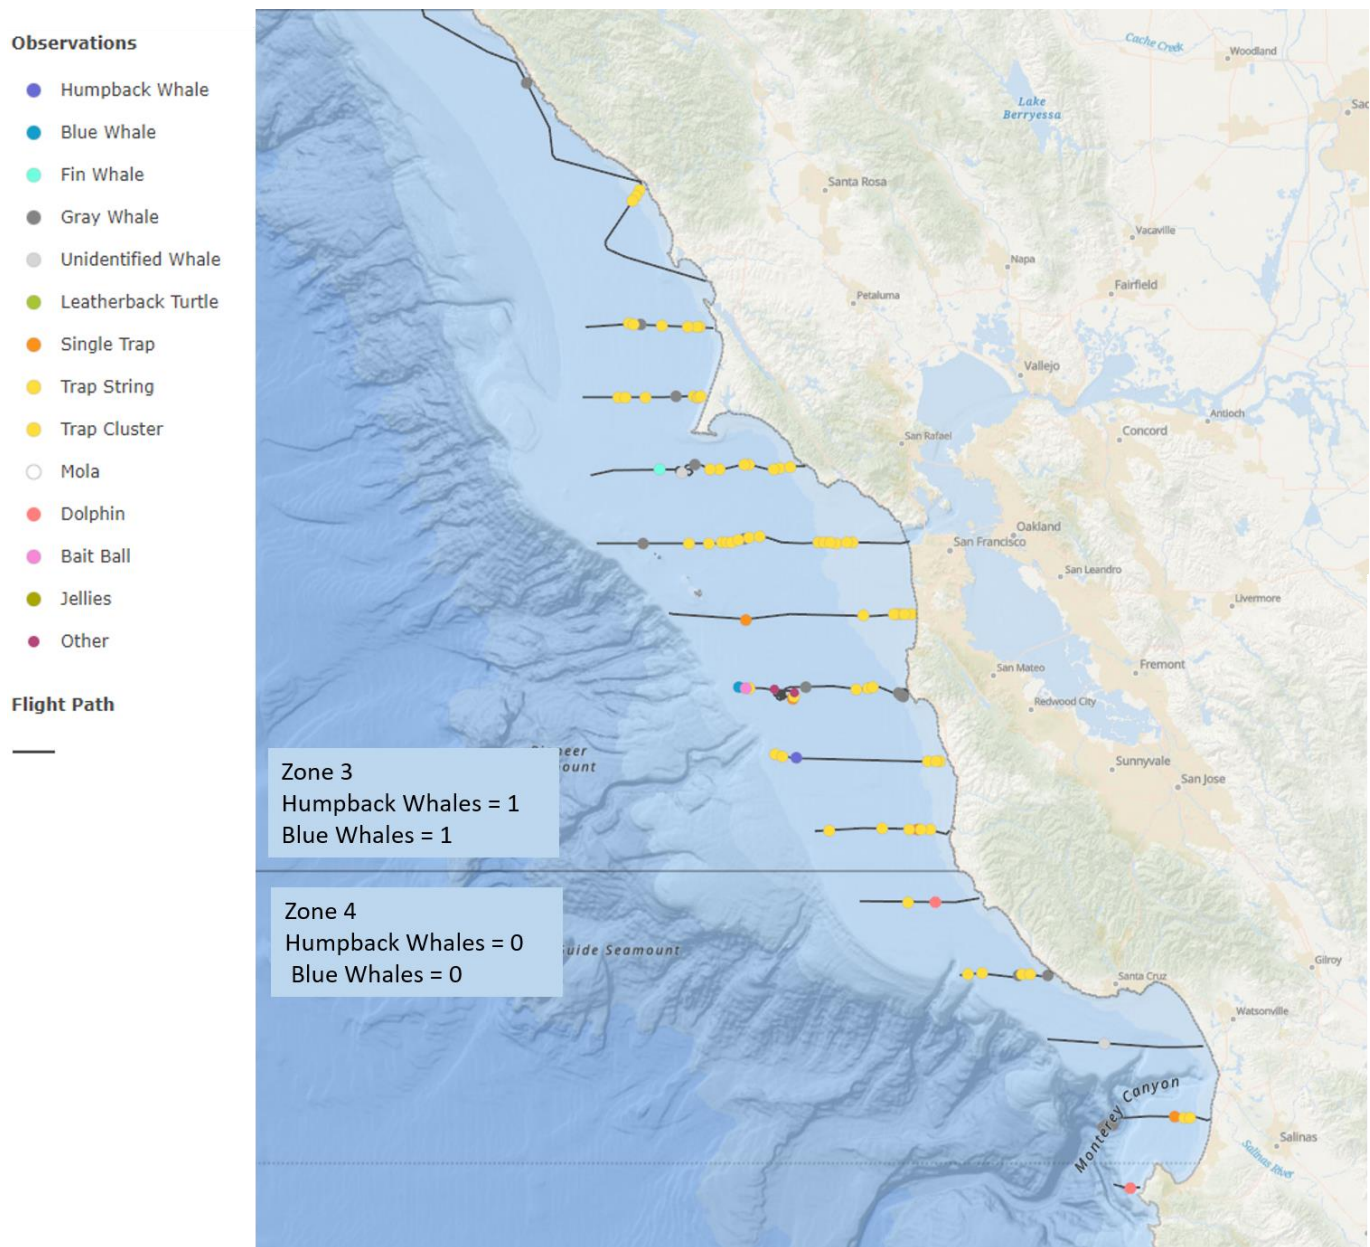 Observations
Humpback Whale
Blue Whale
Fin Whale
Gray Whale
Unidentified Whale
Leatherback Turtle
Single Trap
Trap String
Trap Cluster
Mola
Dolphin
Bait Ball
Jellies
Other
Flight Path
Cache Creek
Woodland
Lake
Berryessa
Sac
Santa Rosa
Vacaville
Napa
Fairfield
Petaluma
Vallejo
Antioch
Concord
San Rafael
Oakland
San Francisco
San Leandro
Livermore
Fremont
San Mateo
Redwood City
Sunnyvale
San Jose
Zone 3
Humpback Whales = 1
Blue Whales = 1
Zone 4
Humpback Whales = 0
Blue Whales = 0
Seamount
Gilroy
Santa Cruz
Watsonville
Monterey Canyon
Salinas
Salinas River